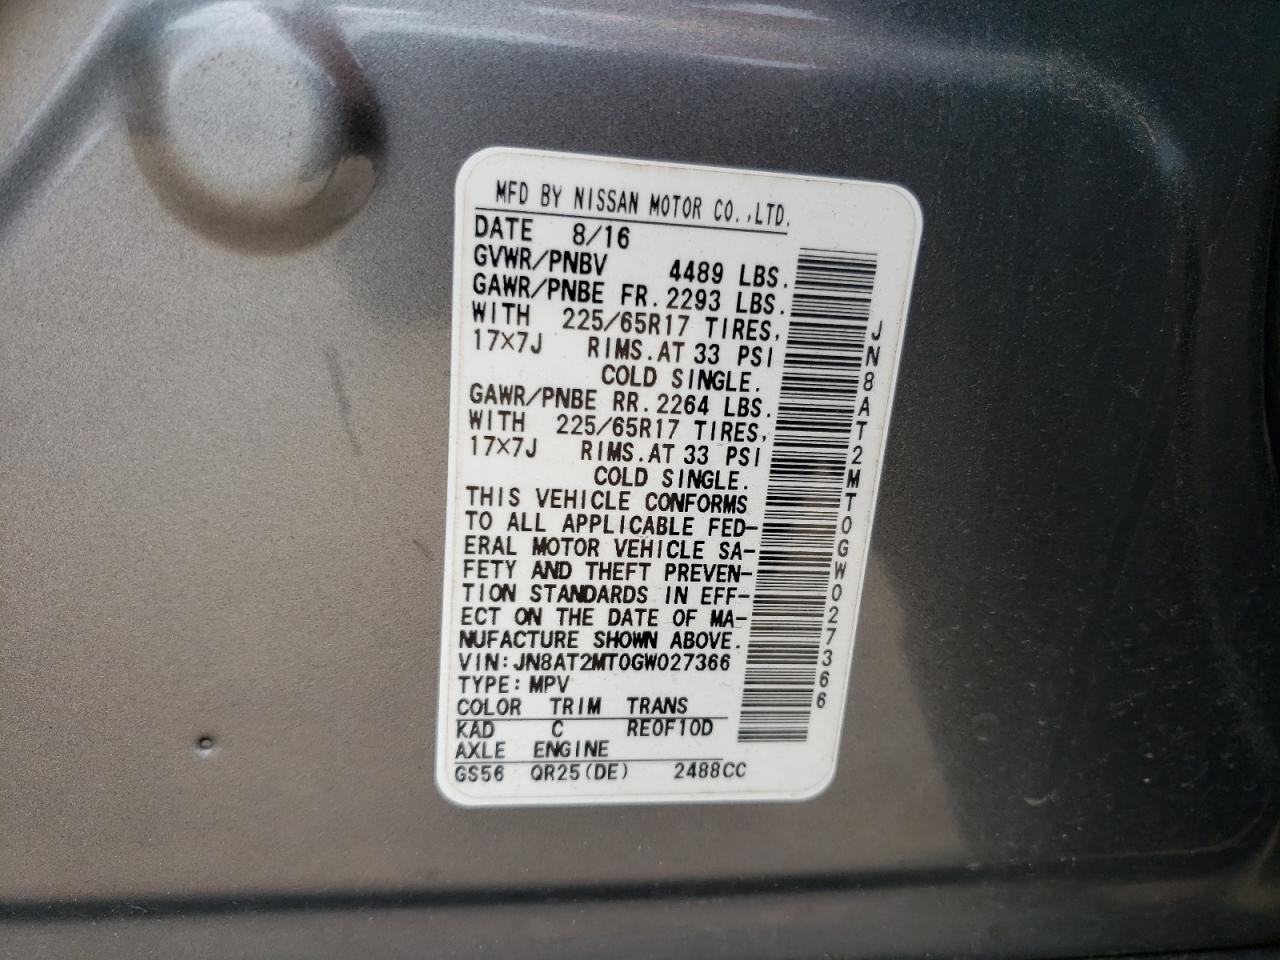 MFD BY NISSAN MOTOR CO.,LTD.
DATE 8/16
GVWR/PNBV 4489 LBS.
GAWR/PNBE FR. 2293 LBS.
WITH 225/65R17 TIRES,
17×7J RIMS.AT 33 PSI
COLD SINGLE.
GAWR/PNBE RR. 2264 LBS.
WITH 225/65R17 TIRES,
17×7J RIMS.AT 33 PSI
COLD SINGLE.
THIS VEHICLE CONFORMS
TO ALL APPLICABLE FED-
ERAL MOTOR VEHICLE SA-
FETY AND THEFT PREVEN-
TION STANDARDS IN EFF-
ECT ON THE DATE OF MA-
NUFACTURE SHOWN ABOVE.
VIN: JN8AT2MT0GW027366
TYPE: MPV
COLOR TRIM TRANS
KAD C RE0F10D
AXLE ENGINE
GS56 QR25(DE) 2488CC
JN8AT2MT0GW027366